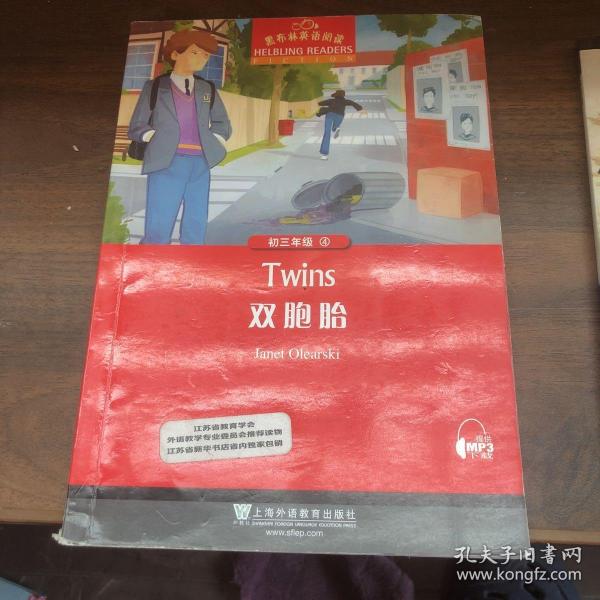 黑布林英语阅读
HELBLING READERS
FICTION
初三年级 ④
Twins
双胞胎
Janet Olearski
江苏省教育学会
外语教学专业委员会推荐读物
江苏省新华书店省内独家包销
提供
MP3
下载
外教社 上海外语教育出版社
SHANGHAI FOREIGN LANGUAGE EDUCATION PRESS
www.sflep.com
孔夫子旧书网
www.kongfz.com